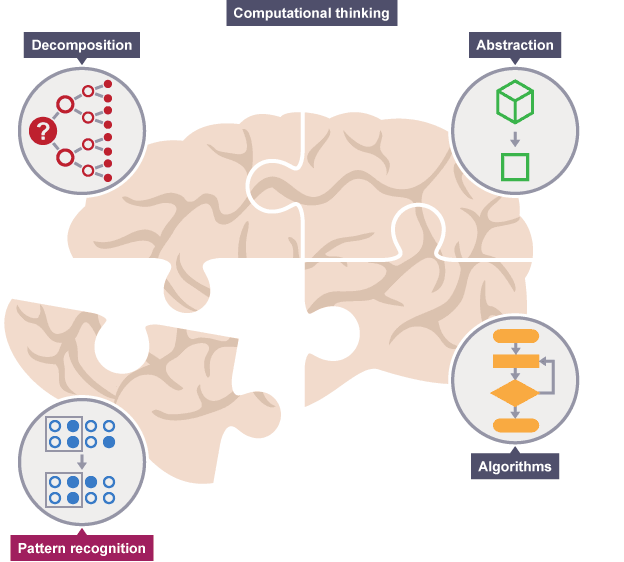 Computational thinking
Decomposition
Abstraction
?
Algorithms
Pattern recognition